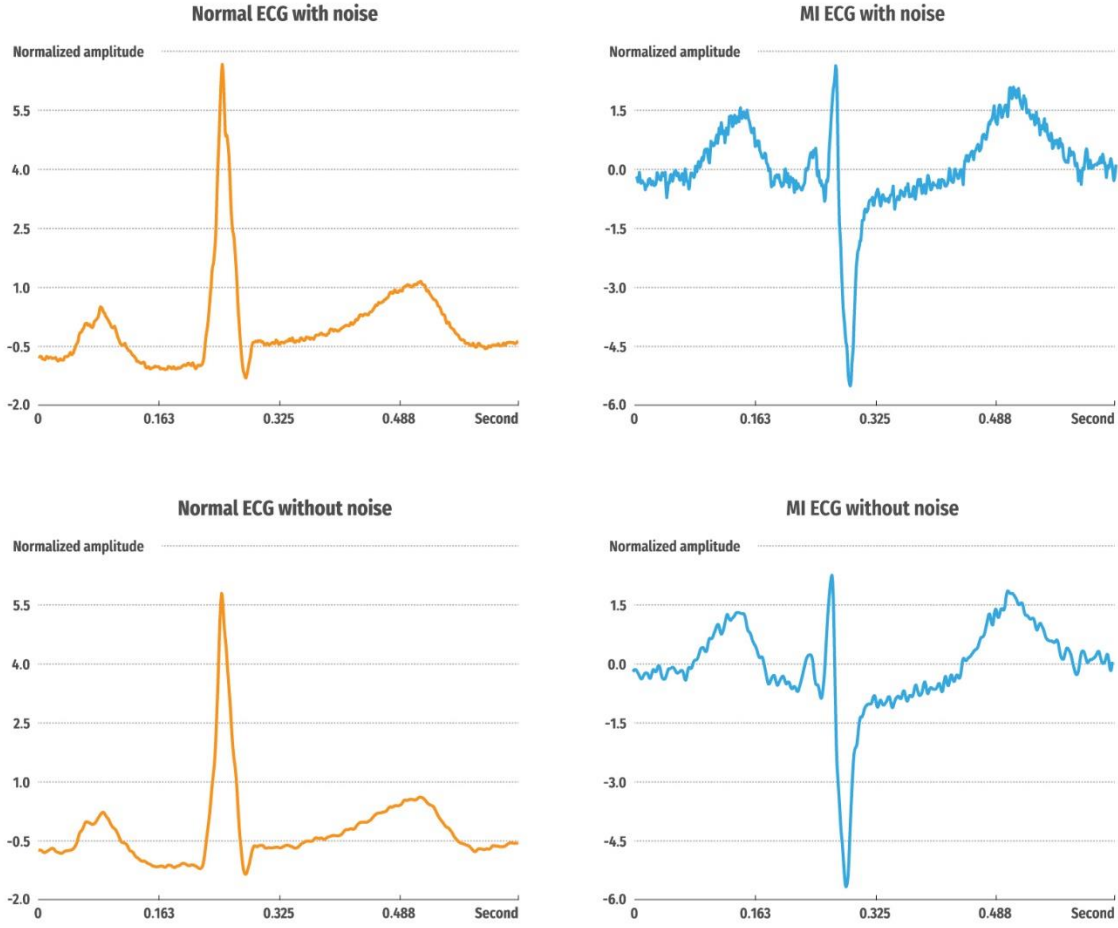 Normal ECG with noise
Normalized amplitude
5.5
4.0
2.5
1.0
-0.5
-2.0
0 0.163 0.325 0.488 Second
MI ECG with noise
Normalized amplitude
1.5
0.0
-1.5
-3.0
-4.5
-6.0
0 0.163 0.325 0.488 Second
Normal ECG without noise
Normalized amplitude
5.5
4.0
2.5
1.0
-0.5
-2.0
0 0.163 0.325 0.488 Second
MI ECG without noise
Normalized amplitude
1.5
0.0
-1.5
-3.0
-4.5
-6.0
0 0.163 0.325 0.488 Second